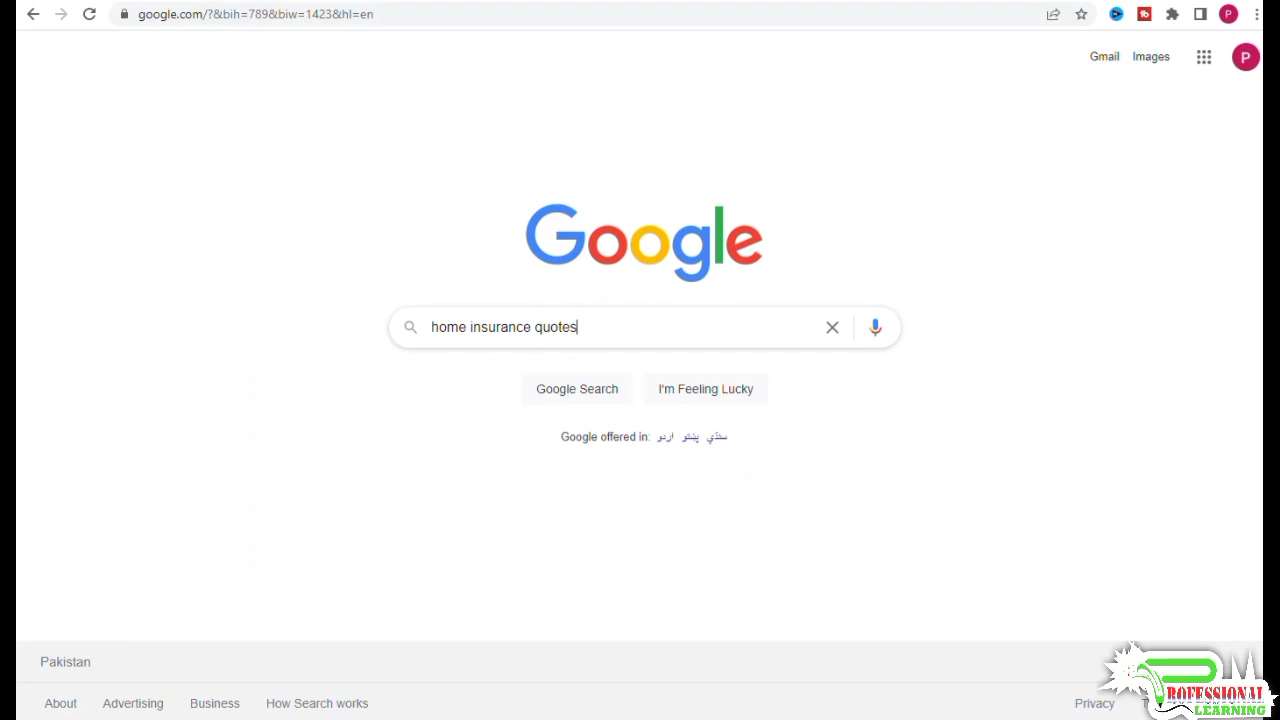 google.com/?&bih=789&biw=1423&hl=en
P
Gmail Images
P
Google
home insurance quotes
Google Search I'm Feeling Lucky
Google offered in: اردو پښتو سنڌي
Pakistan
About Advertising Business How Search works Privacy
PROFESSIONAL
LEARNING